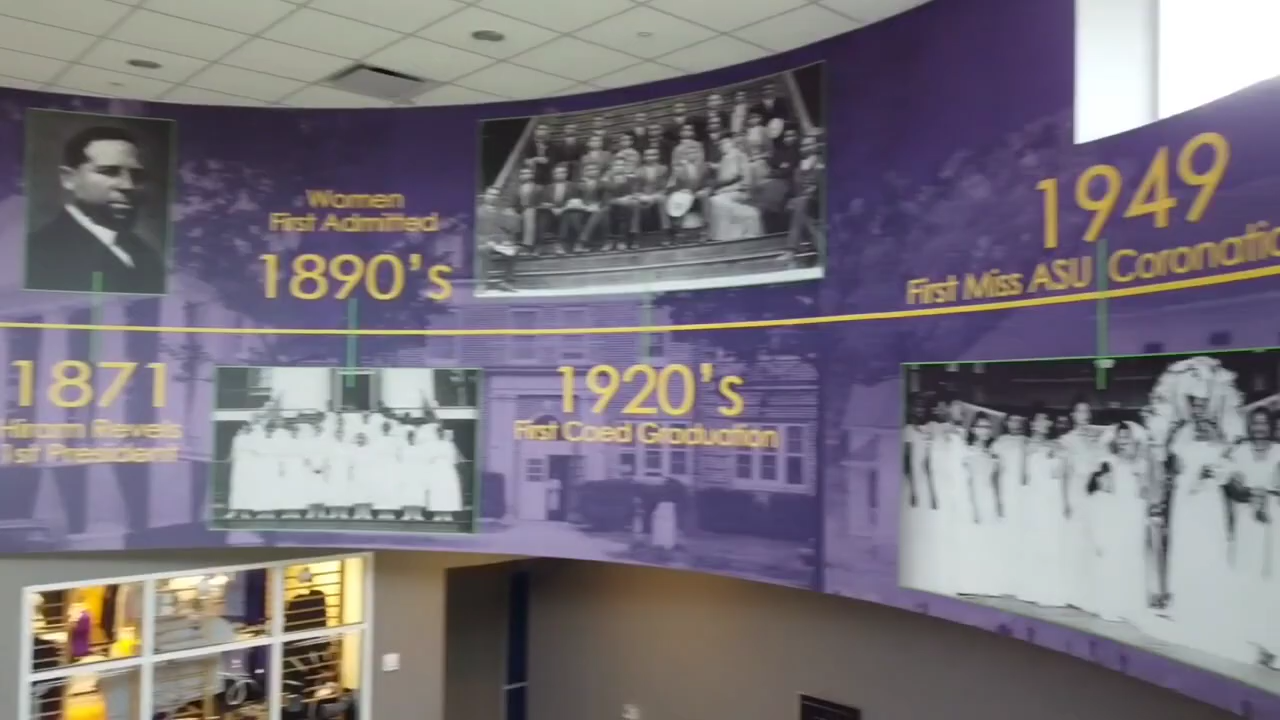 1871
Hiram Revels
1st President
Women
First Admitted
1890's
1920's
First Coed Graduation
1949
First Miss ASU Coronatio